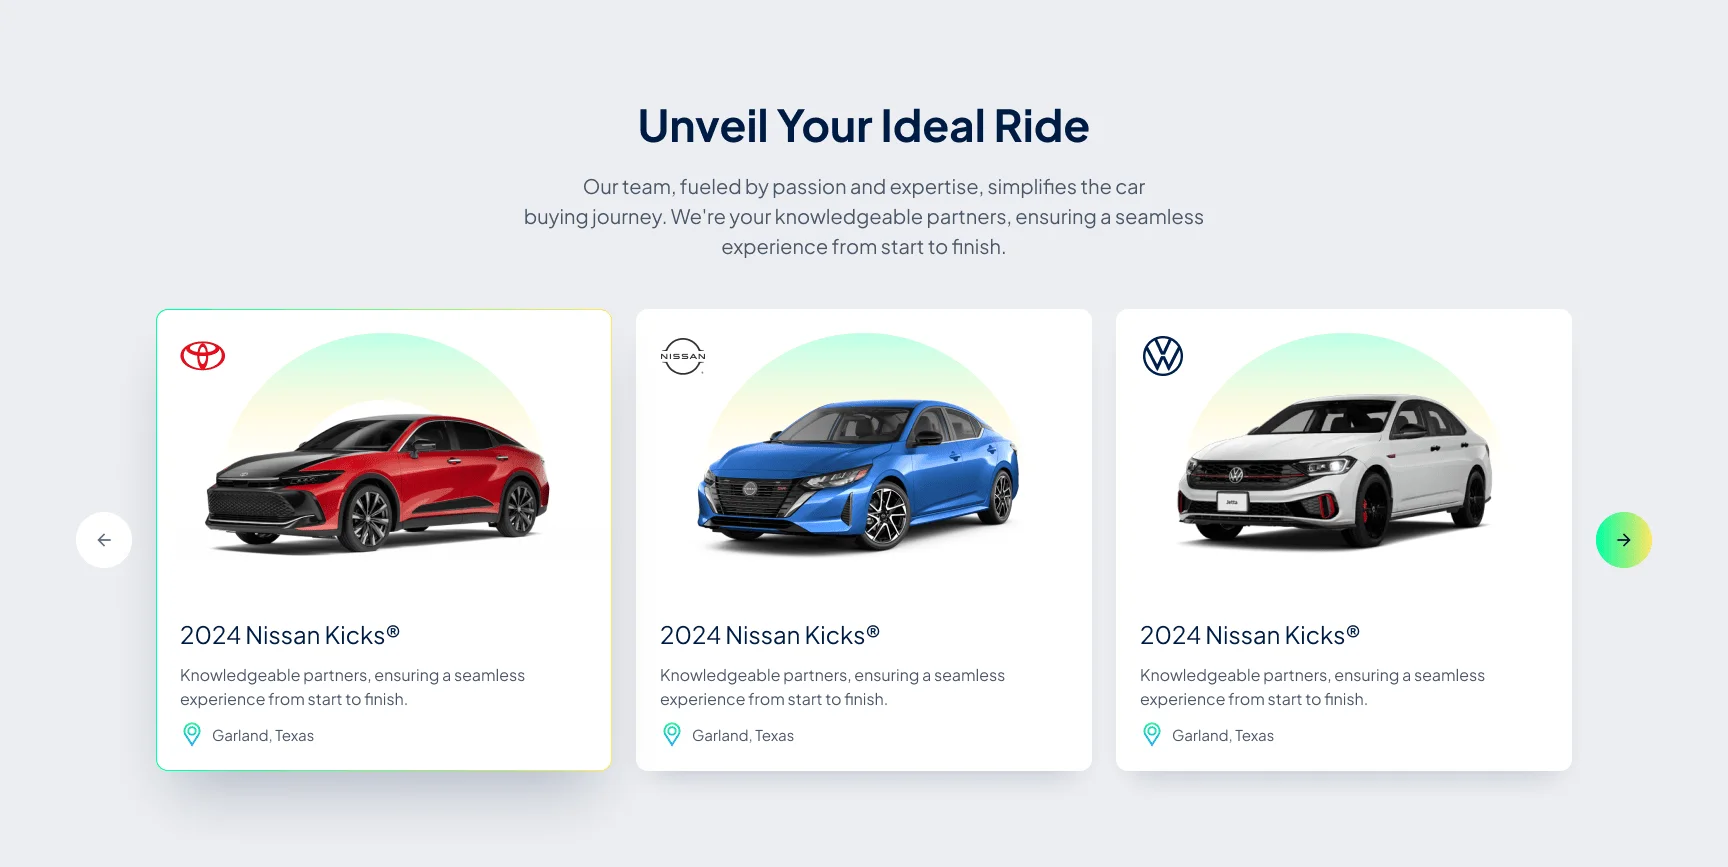 Unveil Your Ideal Ride
Our team, fueled by passion and expertise, simplifies the car
buying journey. We're your knowledgeable partners, ensuring a seamless
experience from start to finish.
NISSAN
Jetta
2024 Nissan Kicks®
Knowledgeable partners, ensuring a seamless
experience from start to finish.
Garland, Texas
2024 Nissan Kicks®
Knowledgeable partners, ensuring a seamless
experience from start to finish.
Garland, Texas
2024 Nissan Kicks®
Knowledgeable partners, ensuring a seamless
experience from start to finish.
Garland, Texas